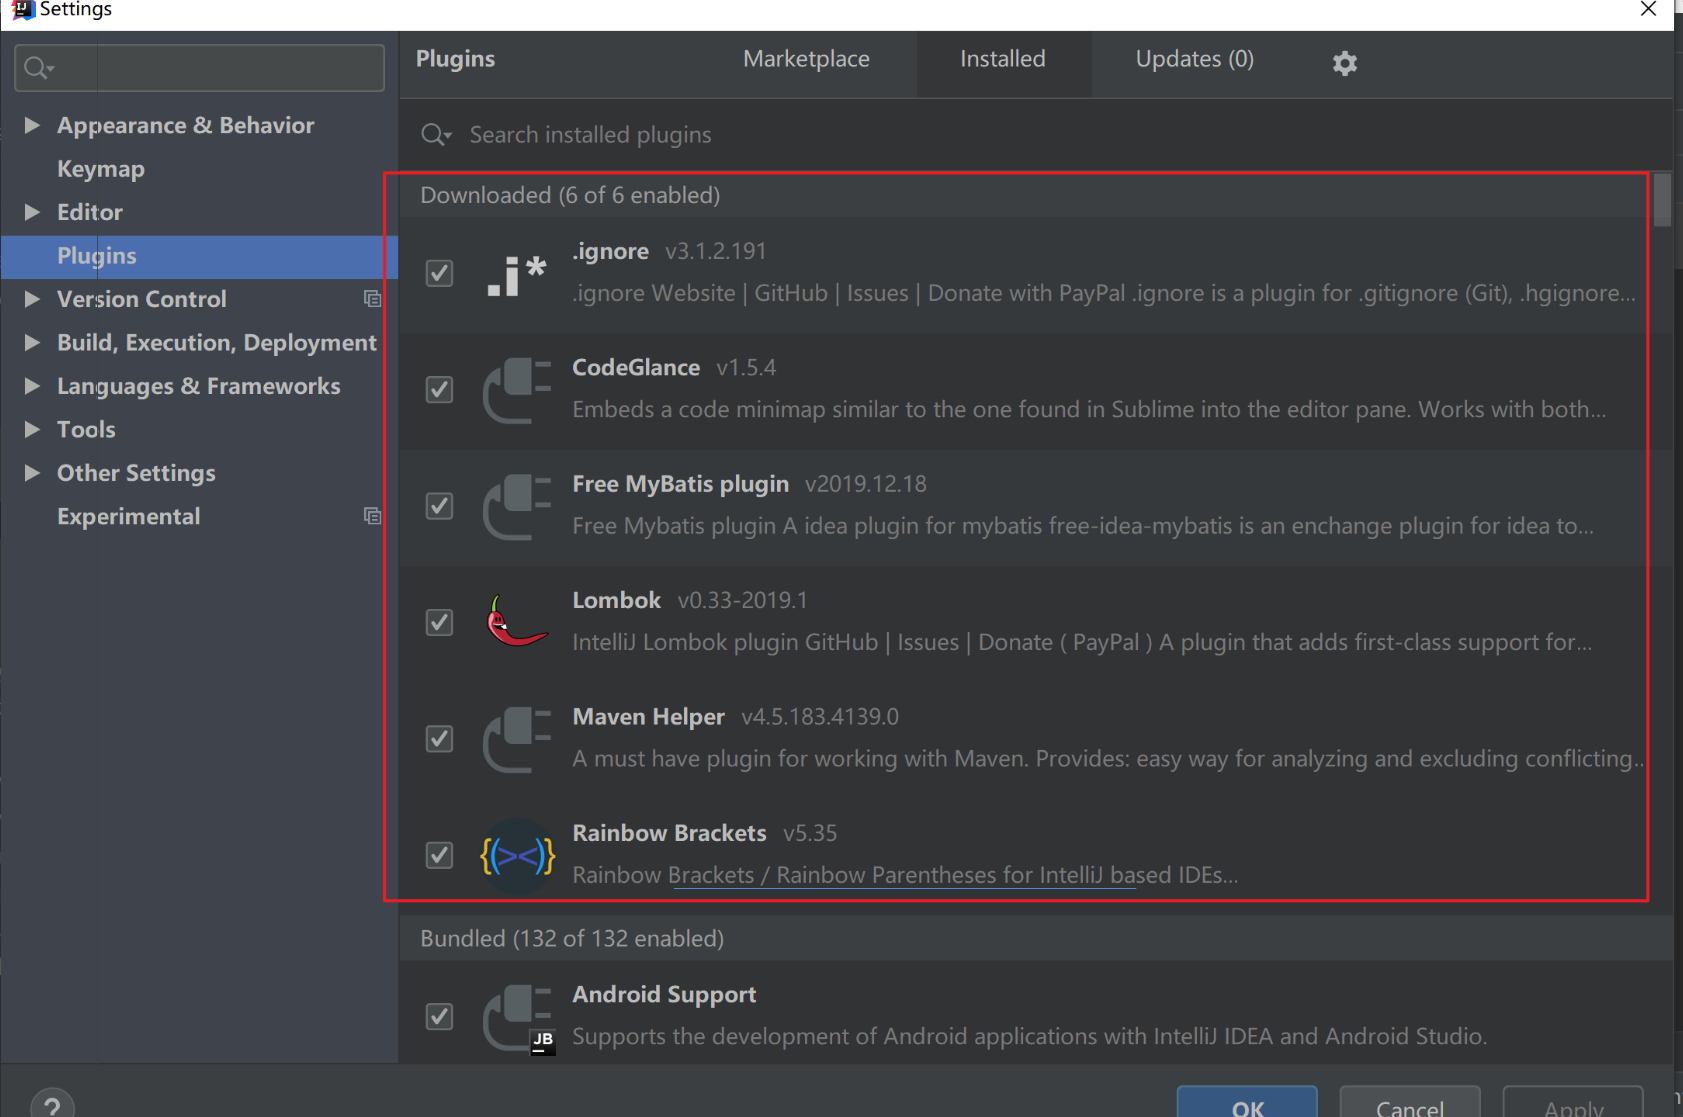 Settings
Plugins
Marketplace
Installed
Updates (0)
Search installed plugins
Appearance & Behavior
Keymap
Editor
Plugins
Version Control
Build, Execution, Deployment
Languages & Frameworks
Tools
Other Settings
Experimental
Downloaded (6 of 6 enabled)
.i*
.ignore v3.1.2.191
.ignore Website | GitHub | Issues | Donate with PayPal .ignore is a plugin for .gitignore (Git), .hgignore...
CodeGlance v1.5.4
Embeds a code minimap similar to the one found in Sublime into the editor pane. Works with both...
Free MyBatis plugin v2019.12.18
Free Mybatis plugin A idea plugin for mybatis free-idea-mybatis is an enchange plugin for idea to...
Lombok v0.33-2019.1
IntelliJ Lombok plugin GitHub | Issues | Donate ( PayPal ) A plugin that adds first-class support for...
Maven Helper v4.5.183.4139.0
A must have plugin for working with Maven. Provides: easy way for analyzing and excluding conflicting..
{(><)}
Rainbow Brackets v5.35
Rainbow Brackets / Rainbow Parentheses for IntelliJ based IDEs...
Bundled (132 of 132 enabled)
JB
Android Support
Supports the development of Android applications with IntelliJ IDEA and Android Studio.
?
OK
Cancel
Apply